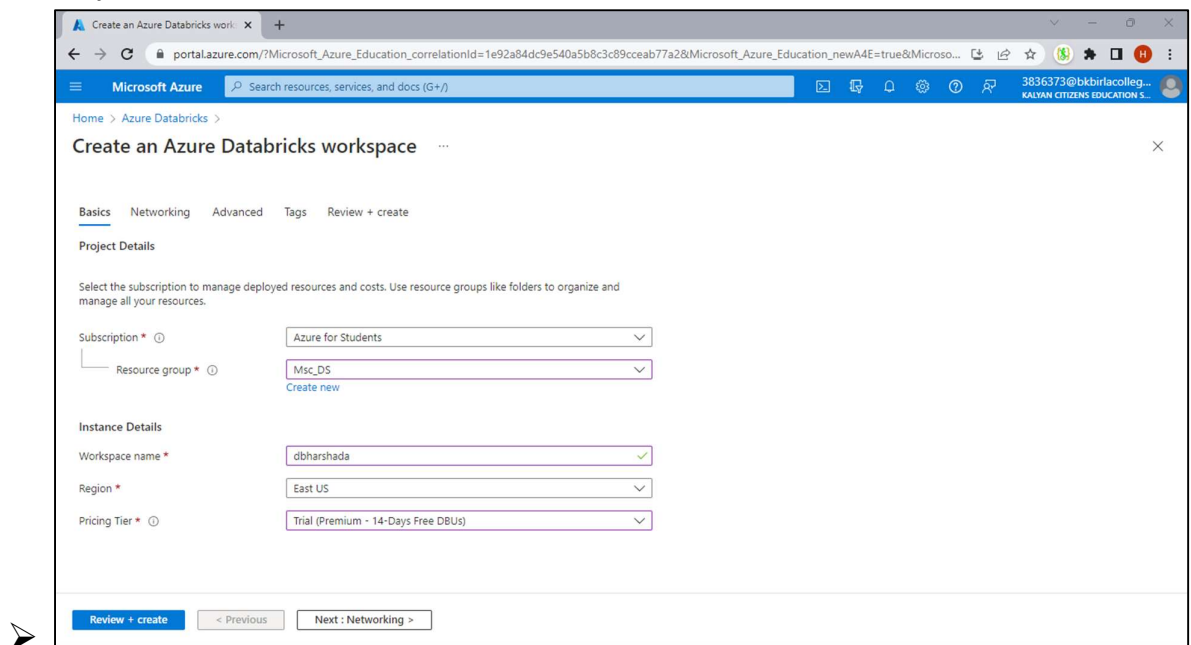 Create an Azure Databricks work
portal.azure.com/?Microsoft_Azure_Education_correlationId=1e92a84dc9e540a5b8c3c89cceab77a2&Microsoft_Azure_Education_newA4E=true&Microso...
H
Microsoft Azure
Search resources, services, and docs (G+/)
3836373@bkbirlacolleg...
KALYAN CITIZENS EDUCATION S...
Home > Azure Databricks >
Create an Azure Databricks workspace ...
Basics Networking Advanced Tags Review + create
Project Details
Select the subscription to manage deployed resources and costs. Use resource groups like folders to organize and
manage all your resources.
Subscription * Azure for Students
Resource group * Msc_DS
Create new
Instance Details
Workspace name * dbharshada
Region * East US
Pricing Tier * Trial (Premium - 14-Days Free DBUs)
Review + create < Previous Next : Networking >